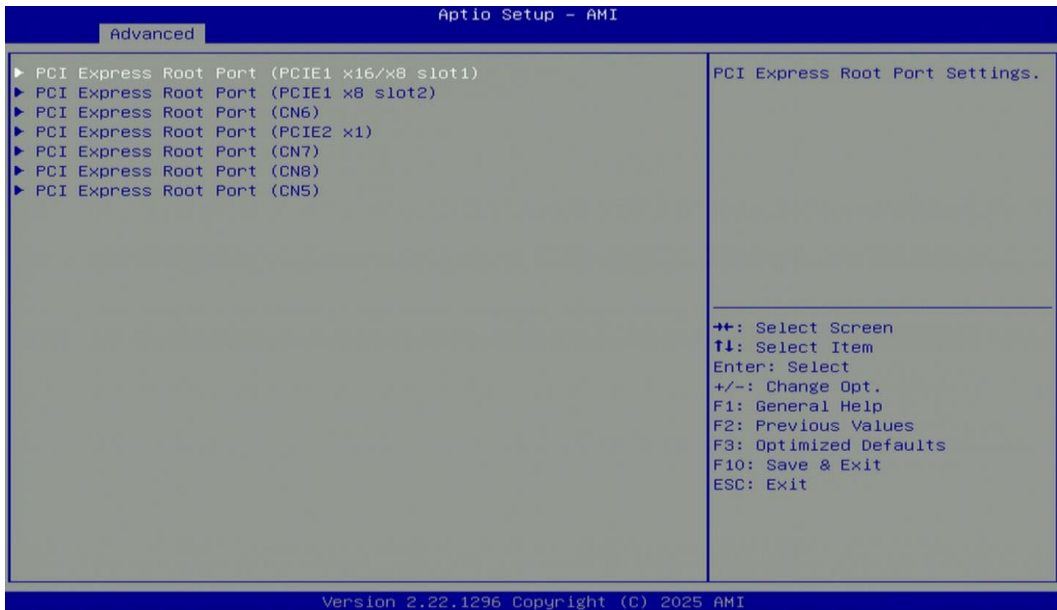 Aptio Setup – AMI
Advanced
▶ PCI Express Root Port (PCIE1 x16/x8 slot1)
▶ PCI Express Root Port (PCIE1 x8 slot2)
▶ PCI Express Root Port (CN6)
▶ PCI Express Root Port (PCIE2 x1)
▶ PCI Express Root Port (CN7)
▶ PCI Express Root Port (CN8)
▶ PCI Express Root Port (CN5)
PCI Express Root Port Settings.
→←: Select Screen
↑↓: Select Item
Enter: Select
+/-: Change Opt.
F1: General Help
F2: Previous Values
F3: Optimized Defaults
F10: Save & Exit
ESC: Exit
Version 2.22.1296 Copyright (C) 2025 AMI